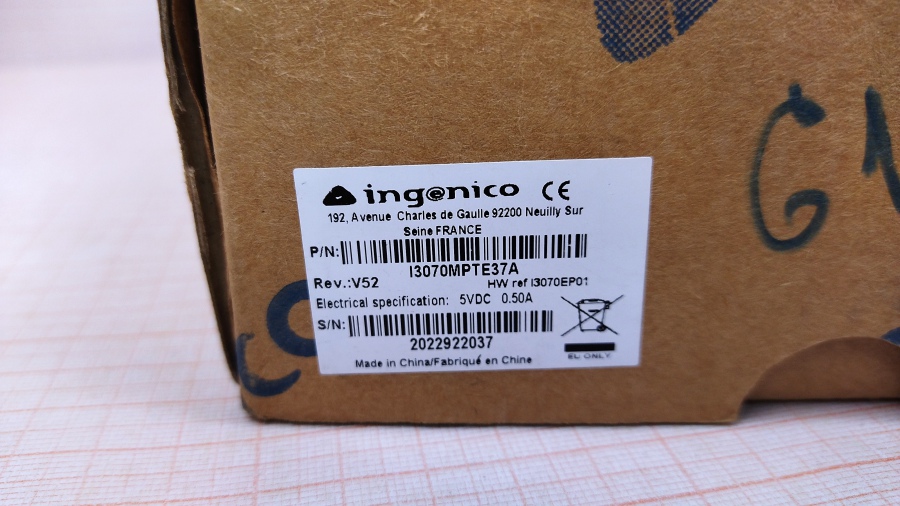 ingenico CE
192, Avenue Charles de Gaulle 92200 Neuilly Sur
Seine FRANCE
P/N:
I3070MPTE37A
Rev.:V52 HW ref I3070EP01
Electrical specification: 5VDC 0.50A
S/N:
2022922037
Made in China/Fabriqué en Chine
EU ONLY